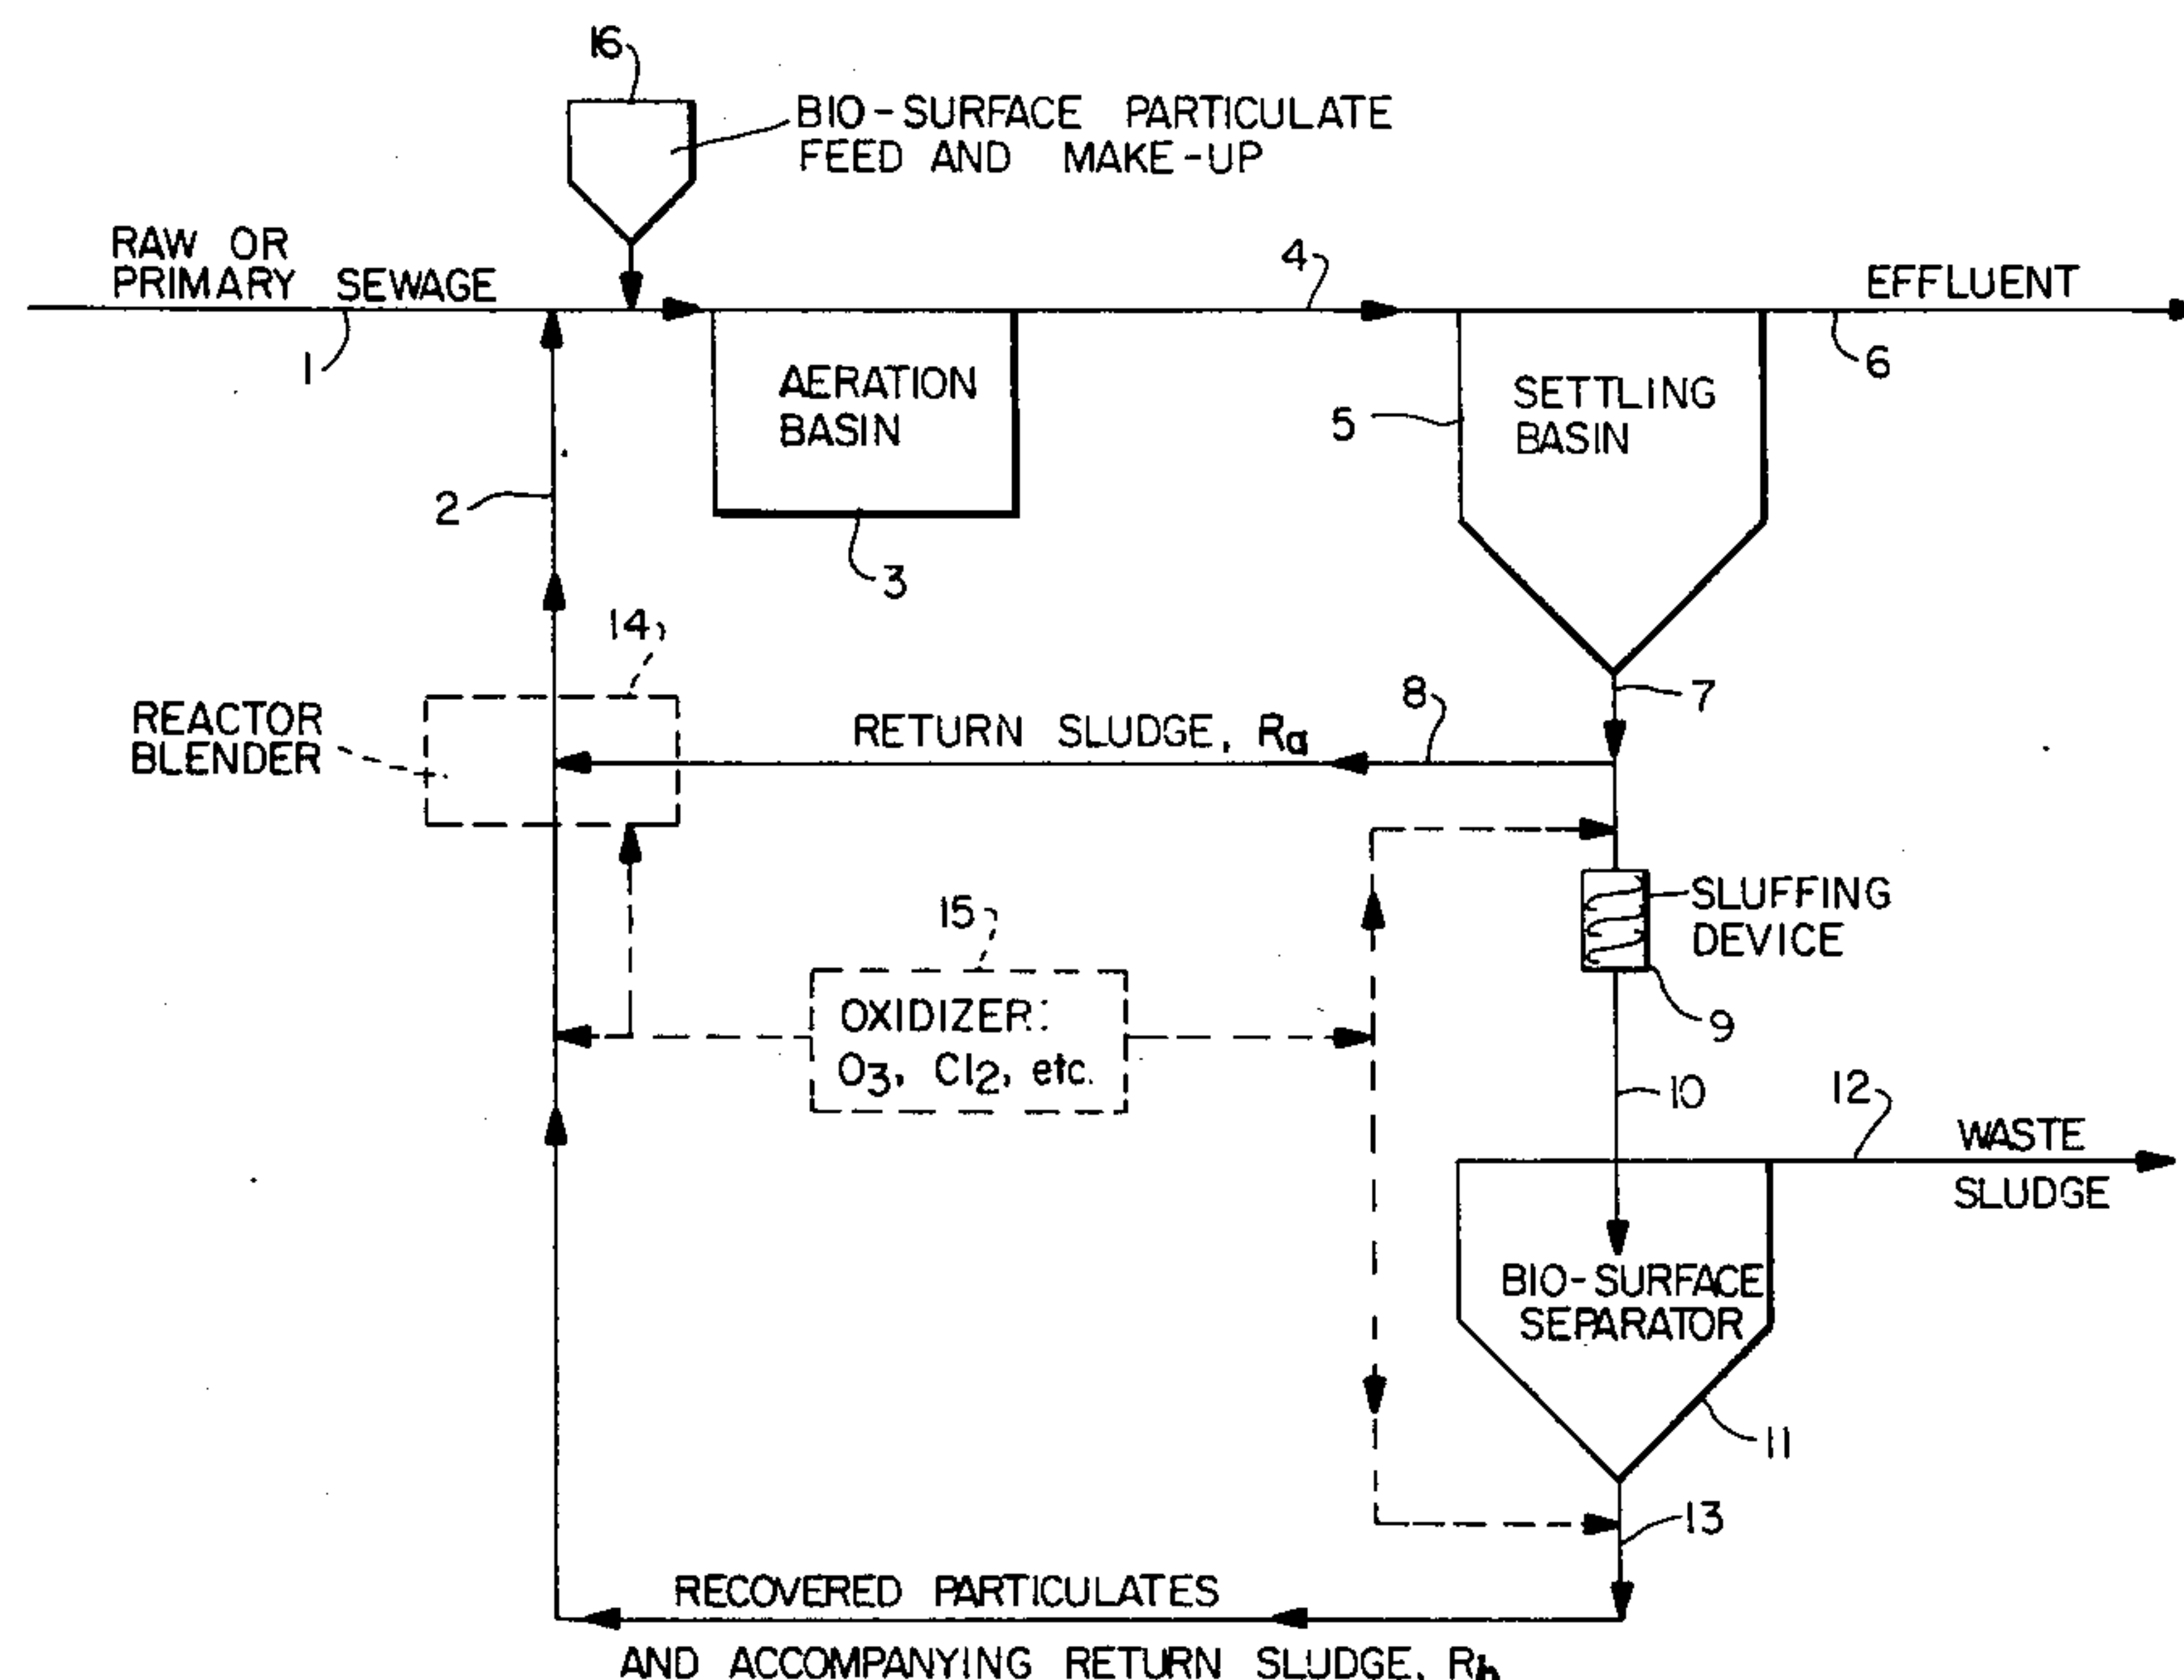 16
BIO-SURFACE PARTICULATE
FEED AND MAKE-UP
RAW OR
PRIMARY SEWAGE
1
4
EFFLUENT
6
AERATION
BASIN
3
SETTLING
BASIN
5
2
14
7
8
REACTOR
BLENDER
RETURN SLUDGE, Ra
15
OXIDIZER:
O3, Cl2, etc.
SLUFFING
DEVICE
9
10
12
WASTE
SLUDGE
BIO-SURFACE
SEPARATOR
11
13
RECOVERED PARTICULATES
AND ACCOMPANYING RETURN SLUDGE, Rb